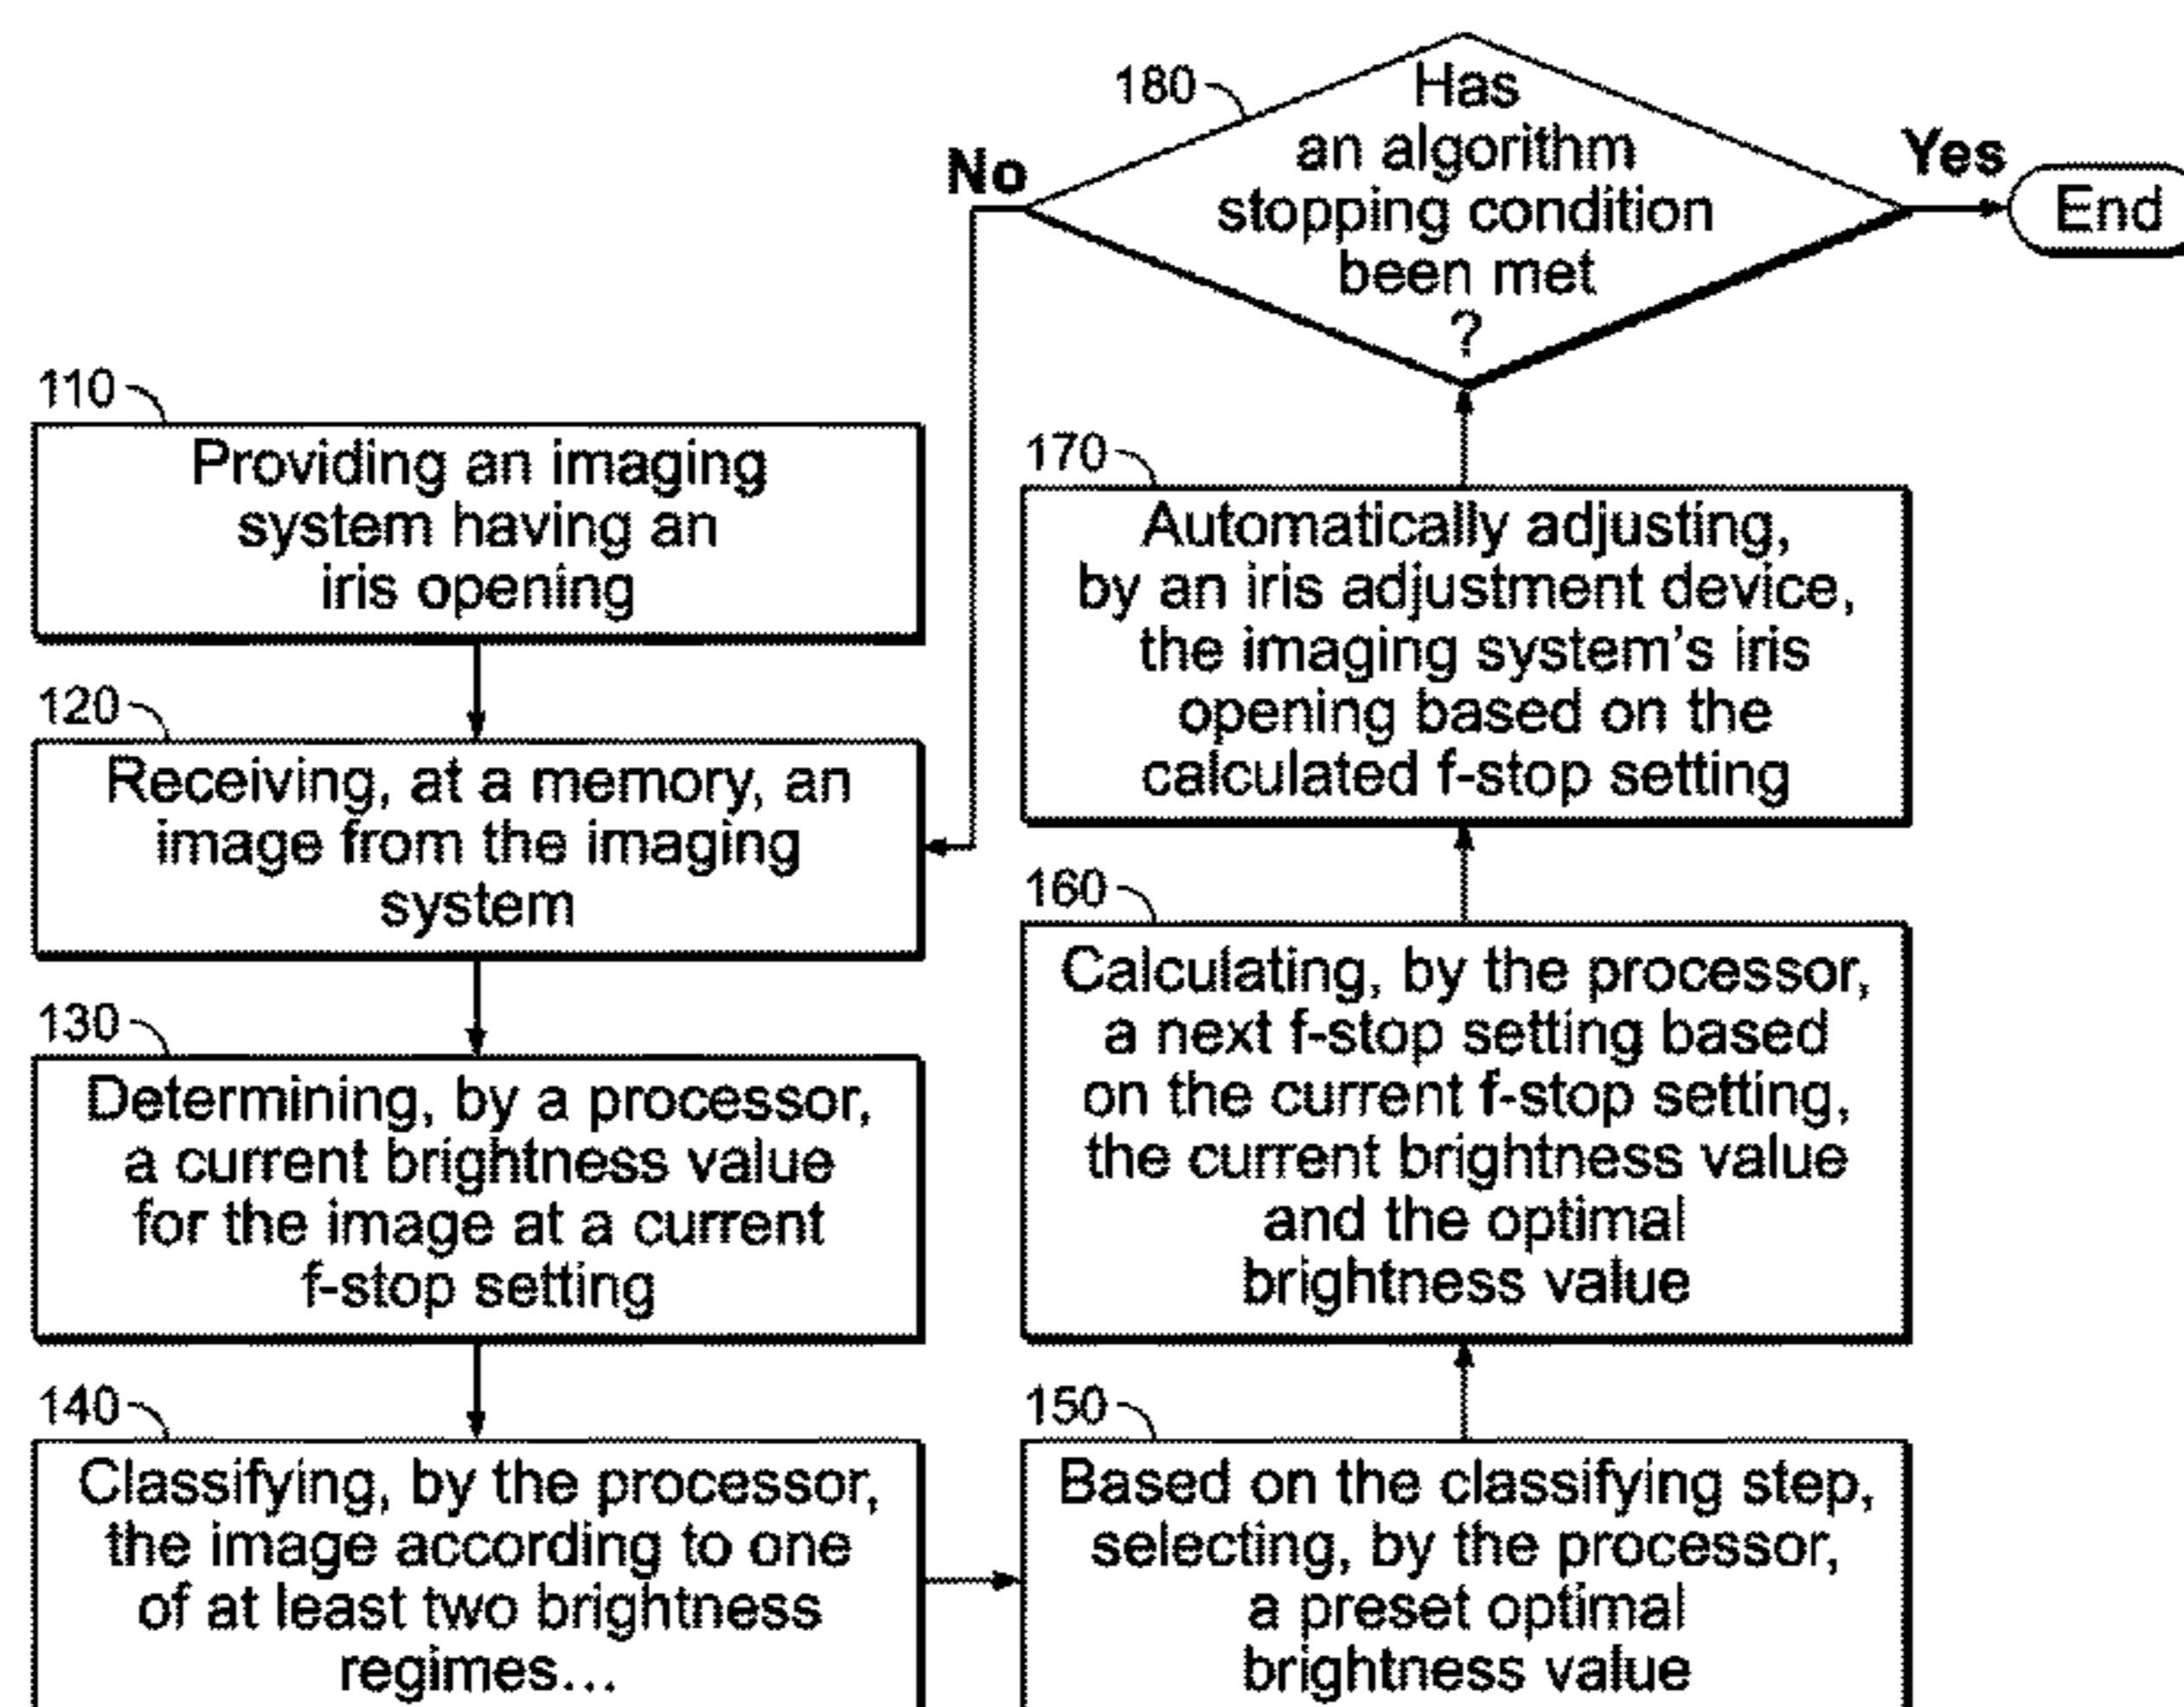 110
Providing an imaging
system having an
iris opening
120
Receiving, at a memory, an
image from the imaging
system
130
Determining, by a processor,
a current brightness value
for the image at a current
f-stop setting
140
Classifying, by the processor,
the image according to one
of at least two brightness
regimes...
150
Based on the classifying step,
selecting, by the processor,
a preset optimal
brightness value
160
Calculating, by the processor,
a next f-stop setting based
on the current f-stop setting,
the current brightness value
and the optimal
brightness value
170
Automatically adjusting,
by an iris adjustment device,
the imaging system's iris
opening based on the
calculated f-stop setting
180
Has
an algorithm
stopping condition
been met
?
No
Yes
End